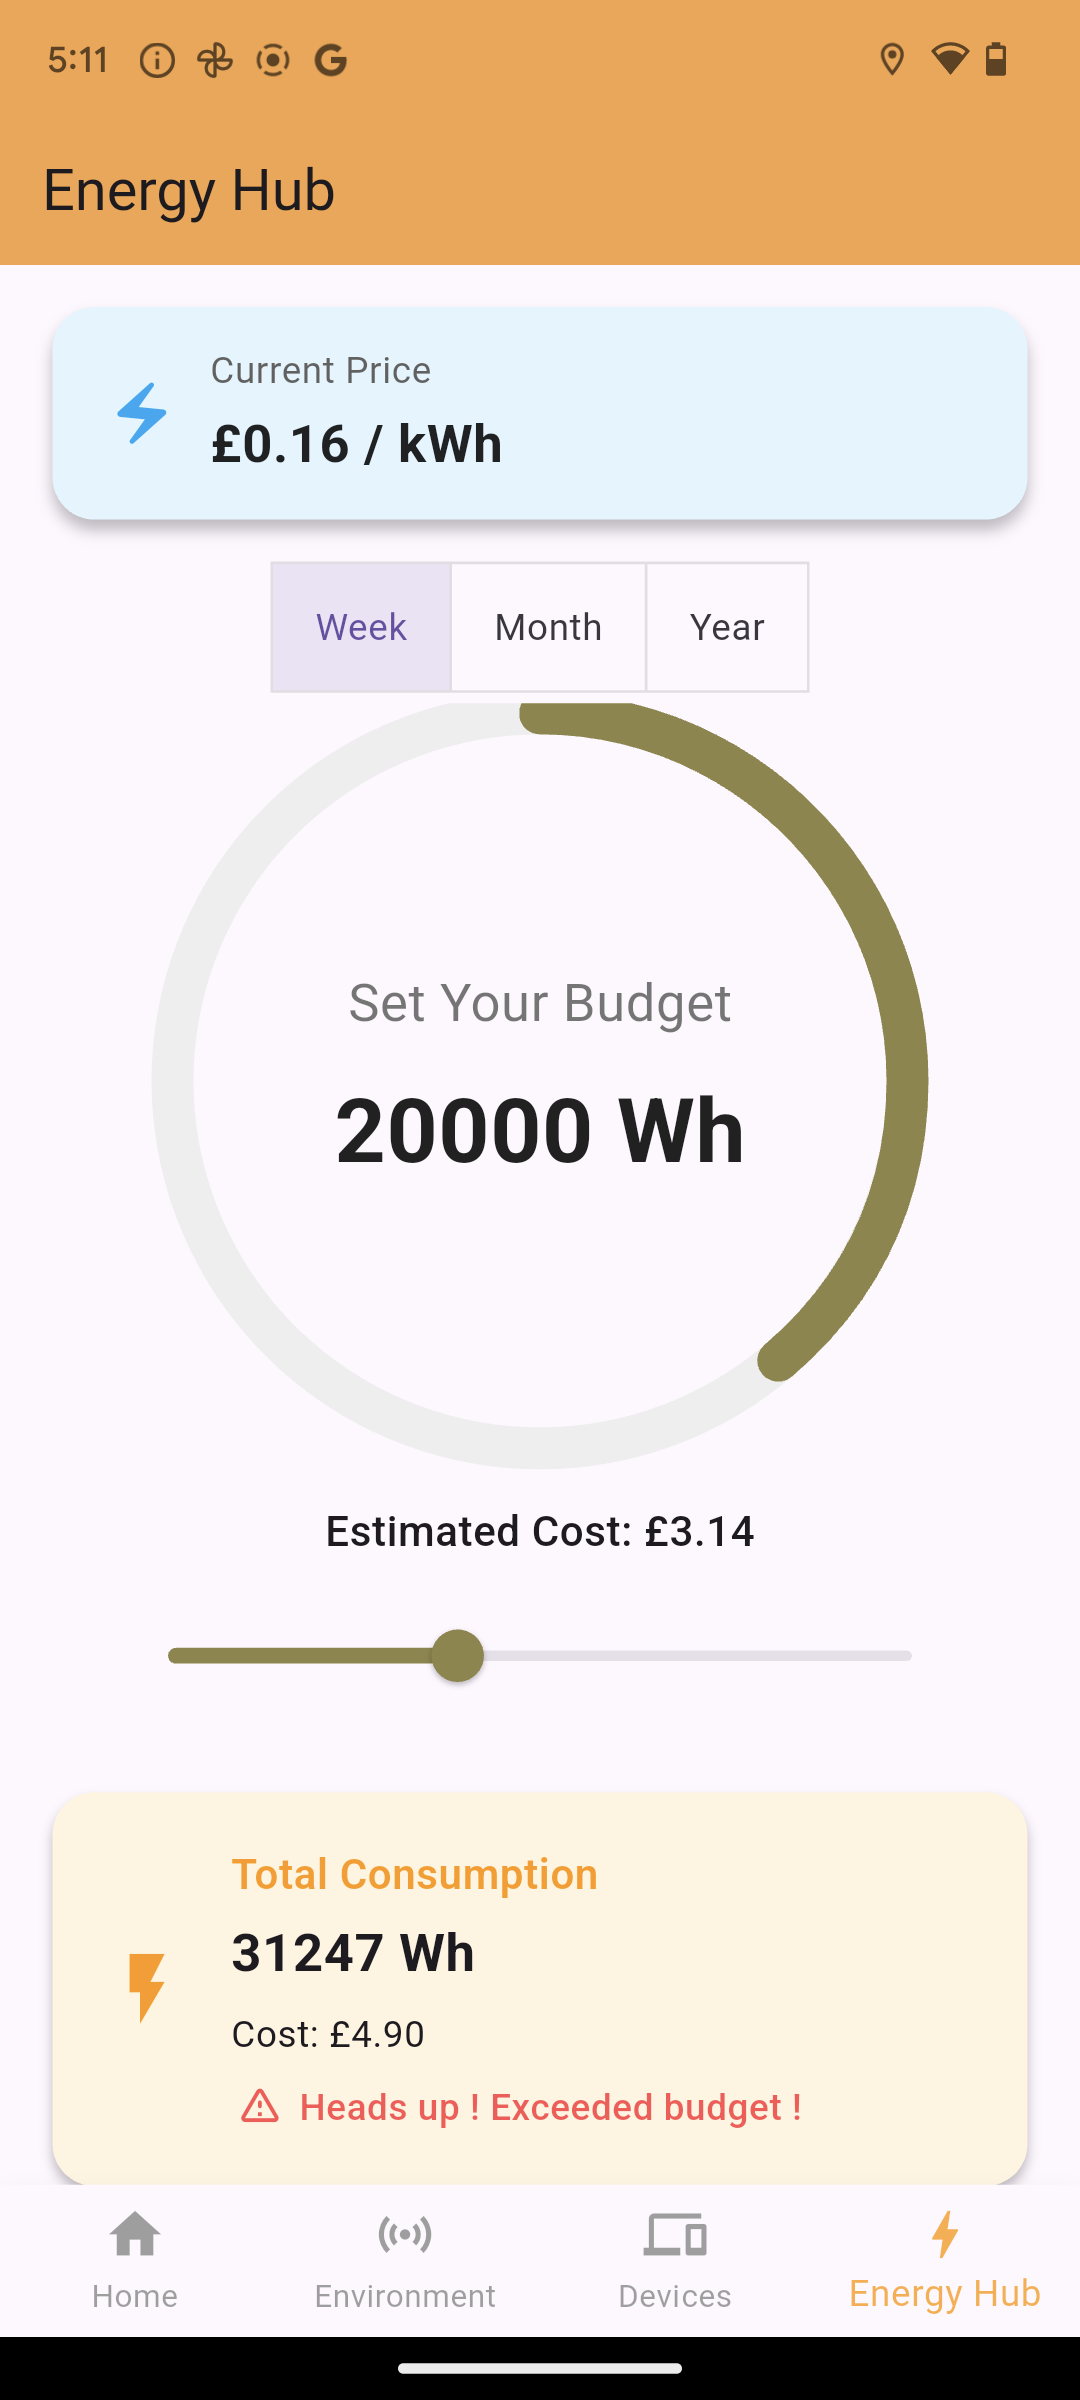 5:11
Energy Hub
Current Price
£0.16 / kWh
Week Month Year
Set Your Budget
20000 Wh
Estimated Cost: £3.14
Total Consumption
31247 Wh
Cost: £4.90
Heads up ! Exceeded budget !
Home Environment Devices Energy Hub